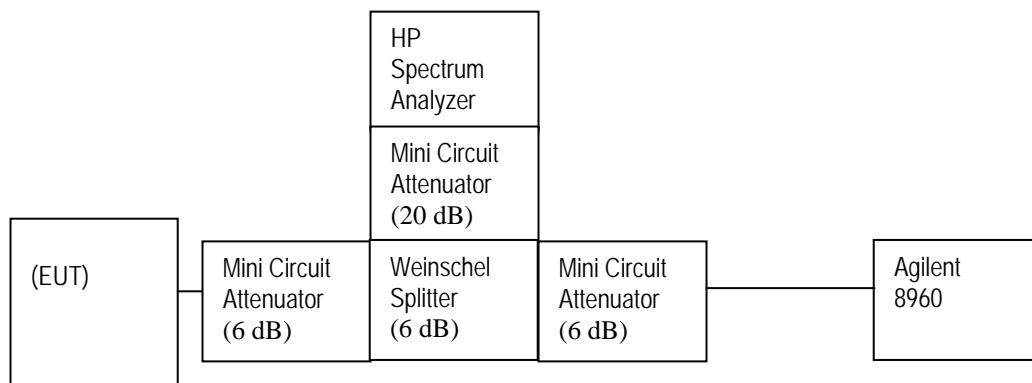 HP
Spectrum
Analyzer
Mini Circuit
Attenuator
(20 dB)
(EUT)
Mini Circuit
Attenuator
(6 dB)
Weinschel
Splitter
(6 dB)
Mini Circuit
Attenuator
(6 dB)
Agilent
8960